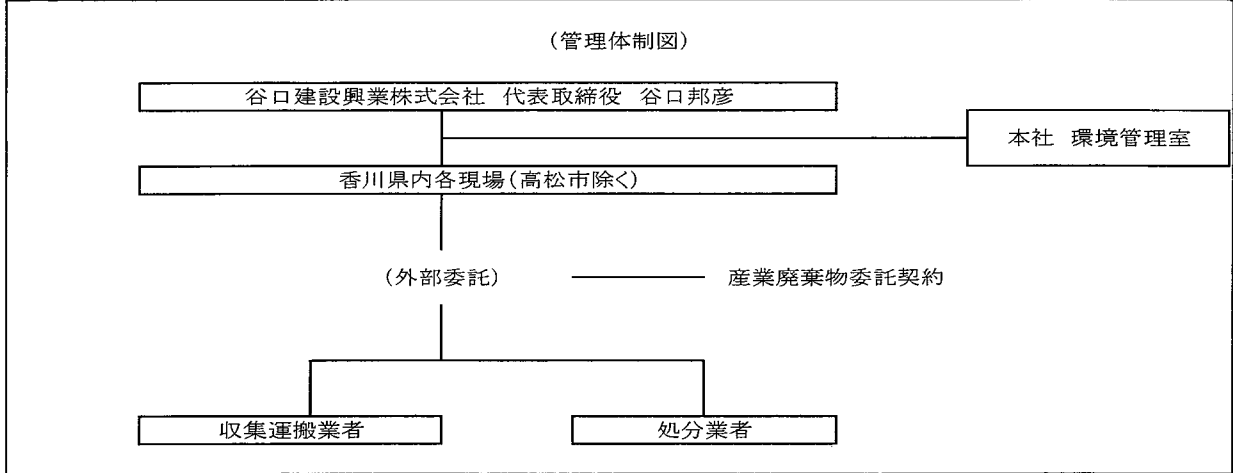 (管理体制図)
谷口建設興業株式会社 代表取締役 谷口邦彦
本社 環境管理室
香川県内各現場(高松市除く)
(外部委託)
産業廃棄物委託契約
収集運搬業者
処分業者